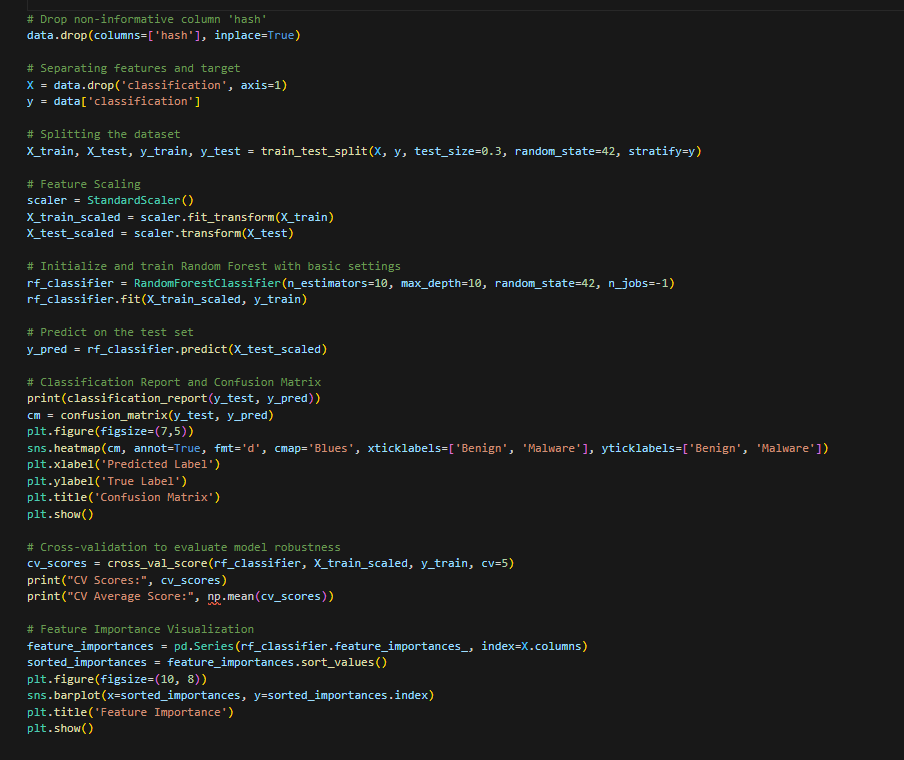 # Drop non-informative column 'hash'
data.drop(columns=['hash'], inplace=True)
# Separating features and target
X = data.drop('classification', axis=1)
y = data['classification']
# Splitting the dataset
X_train, X_test, y_train, y_test = train_test_split(X, y, test_size=0.3, random_state=42, stratify=y)
# Feature Scaling
scaler = StandardScaler()
X_train_scaled = scaler.fit_transform(X_train)
X_test_scaled = scaler.transform(X_test)
# Initialize and train Random Forest with basic settings
rf_classifier = RandomForestClassifier(n_estimators=10, max_depth=10, random_state=42, n_jobs=-1)
rf_classifier.fit(X_train_scaled, y_train)
# Predict on the test set
y_pred = rf_classifier.predict(X_test_scaled)
# Classification Report and Confusion Matrix
print(classification_report(y_test, y_pred))
cm = confusion_matrix(y_test, y_pred)
plt.figure(figsize=(7,5))
sns.heatmap(cm, annot=True, fmt='d', cmap='Blues', xticklabels=['Benign', 'Malware'], yticklabels=['Benign', 'Malware'])
plt.xlabel('Predicted Label')
plt.ylabel('True Label')
plt.title('Confusion Matrix')
plt.show()
# Cross-validation to evaluate model robustness
cv_scores = cross_val_score(rf_classifier, X_train_scaled, y_train, cv=5)
print("CV Scores:", cv_scores)
print("CV Average Score:", np.mean(cv_scores))
# Feature Importance Visualization
feature_importances = pd.Series(rf_classifier.feature_importances_, index=X.columns)
sorted_importances = feature_importances.sort_values()
plt.figure(figsize=(10, 8))
sns.barplot(x=sorted_importances, y=sorted_importances.index)
plt.title('Feature Importance')
plt.show()